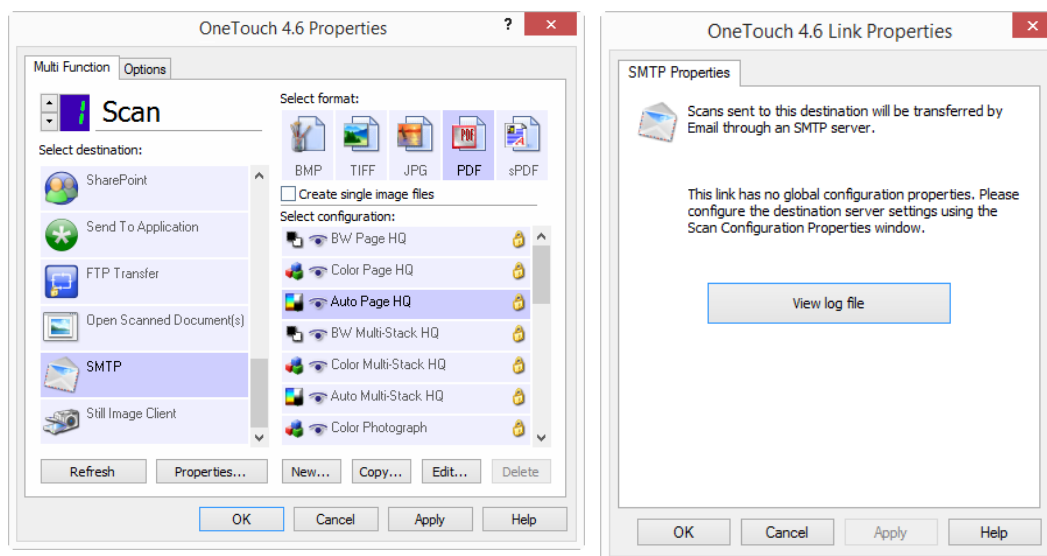 OneTouch 4.6 Properties
?
×
Multi Function
Options
1
Scan
Select destination:
SharePoint
Send To Application
FTP Transfer
Open Scanned Document(s)
SMTP
Still Image Client
Refresh
Properties...
Select format:
PDF
A
BMP
TIFF
JPG
PDF
sPDF
Create single image files
Select configuration:
BW Page HQ
Color Page HQ
Auto Page HQ
BW Multi-Stack HQ
Color Multi-Stack HQ
Auto Multi-Stack HQ
Color Photograph
New...
Copy...
Edit...
Delete
OK
Cancel
Apply
Help
OneTouch 4.6 Link Properties
×
SMTP Properties
Scans sent to this destination will be transferred by
Email through an SMTP server.
This link has no global configuration properties. Please
configure the destination server settings using the
Scan Configuration Properties window.
View log file
OK
Cancel
Apply
Help